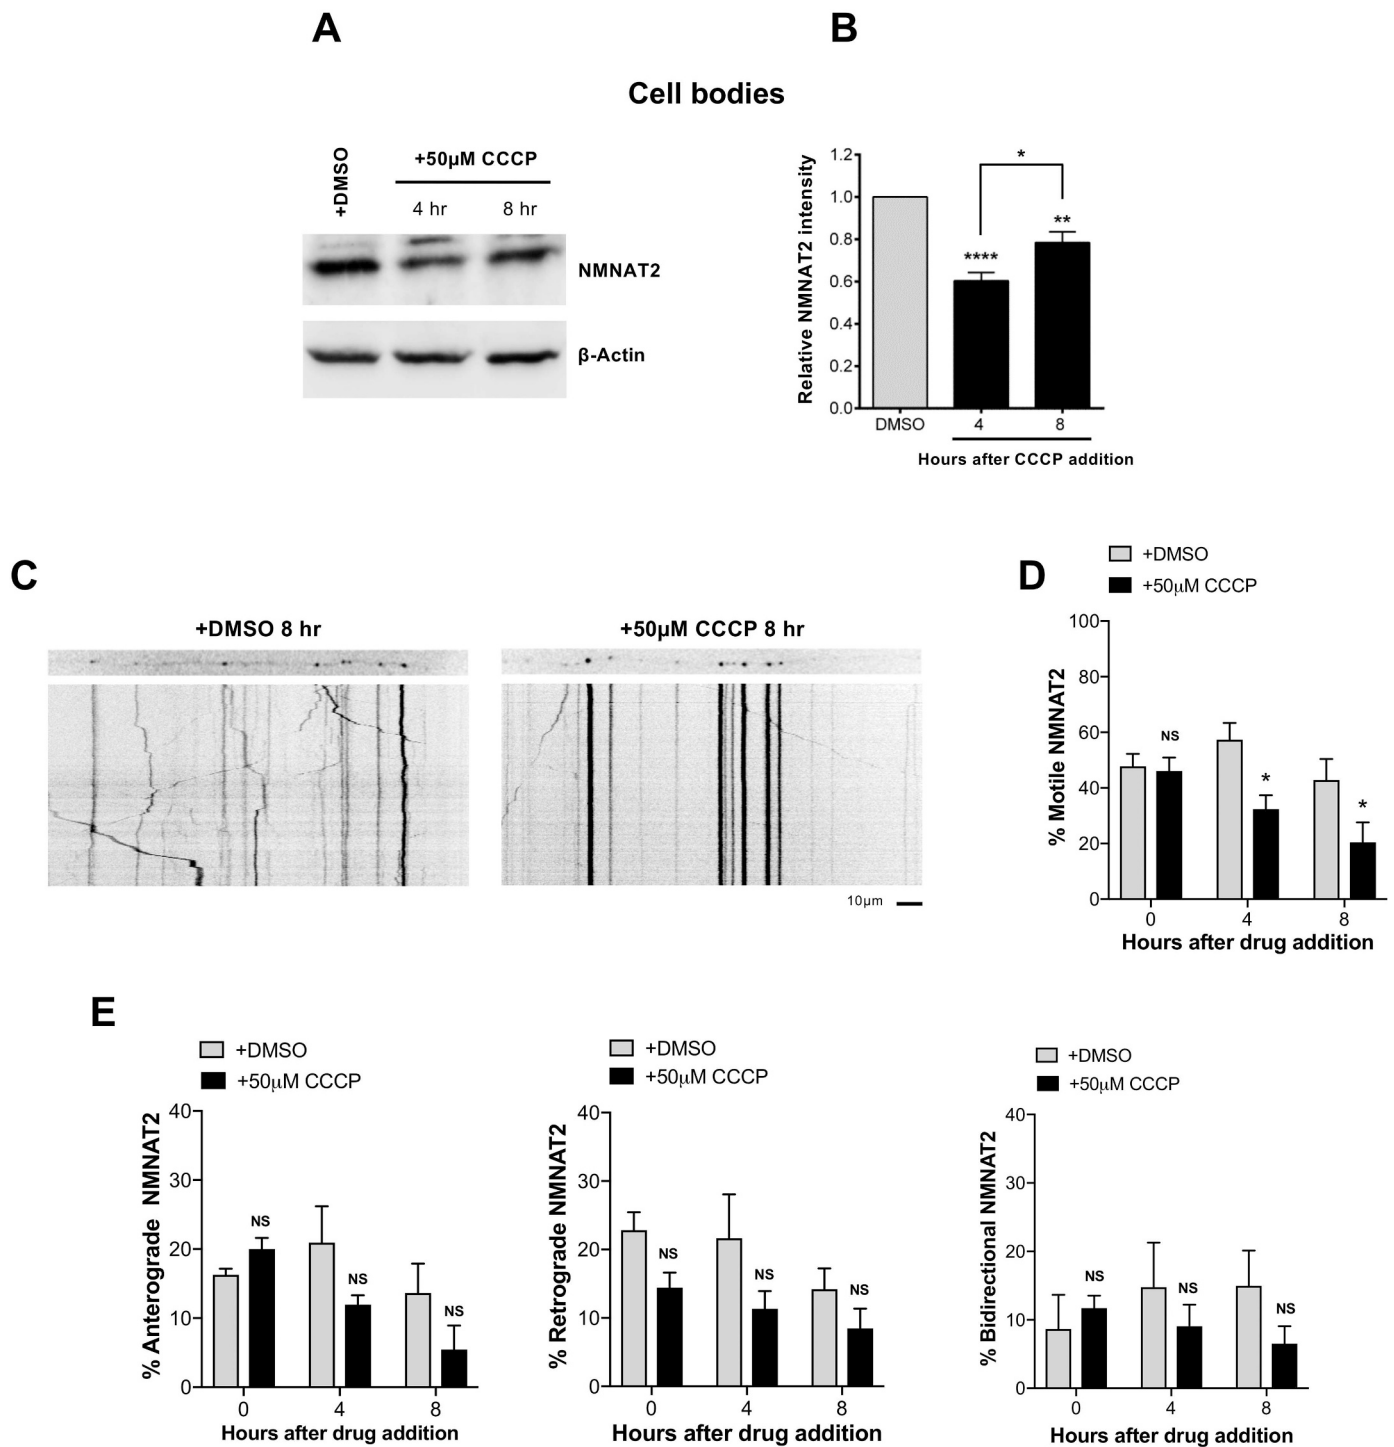 A
B
Cell bodies
+DMSO
+50µM CCCP
4 hr
8 hr
NMNAT2
β-Actin
Relative NMNAT2 intensity
1.2
1.0
0.8
0.6
0.4
0.2
0.0
*
****
**
DMSO
4
8
Hours after CCCP addition
C
+DMSO 8 hr
+50µM CCCP 8 hr
10µm
D
+DMSO
+50µM CCCP
% Motile NMNAT2
100
80
60
40
20
0
NS
*
*
0
4
8
Hours after drug addition
E
+DMSO
+50µM CCCP
% Anterograde NMNAT2
40
30
20
10
0
NS
NS
NS
0
4
8
Hours after drug addition
+DMSO
+50µM CCCP
% Retrograde NMNAT2
40
30
20
10
0
NS
NS
NS
0
4
8
Hours after drug addition
+DMSO
+50µM CCCP
% Bidirectional NMNAT2
40
30
20
10
0
NS
NS
NS
0
4
8
Hours after drug addition